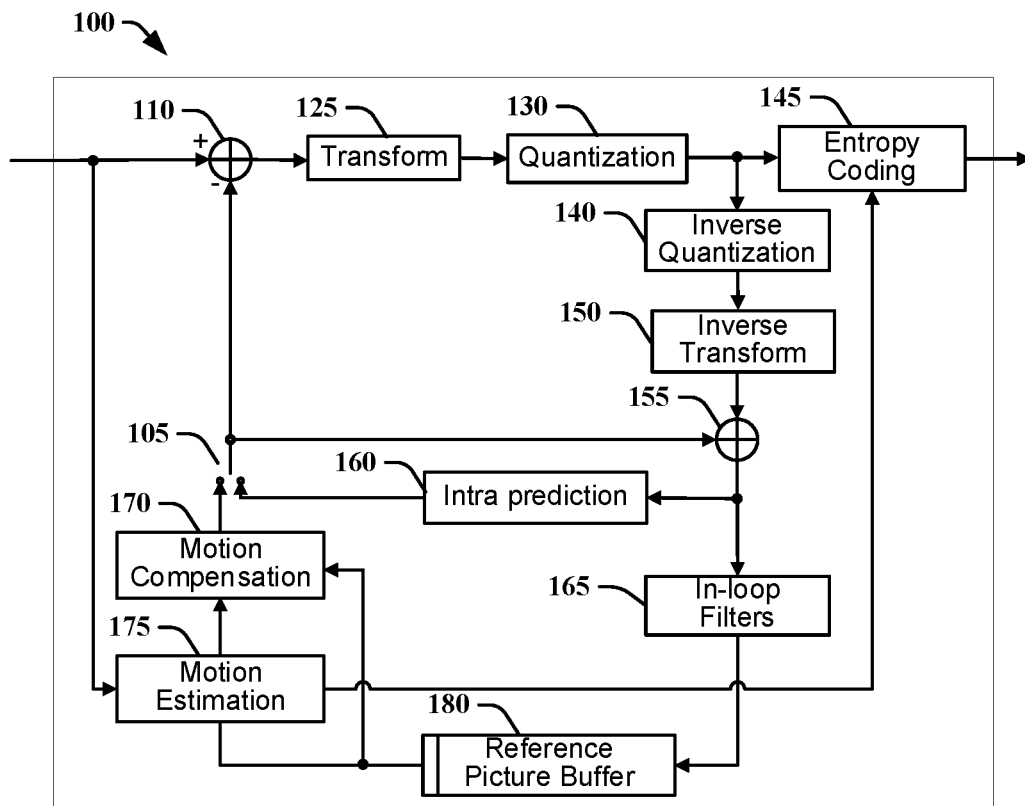 100
110
125
130
145
+
-
Transform
Quantization
Entropy
Coding
140
Inverse
Quantization
150
Inverse
Transform
155
105
160
Intra prediction
170
Motion
Compensation
165
In-loop
Filters
175
Motion
Estimation
180
Reference
Picture Buffer